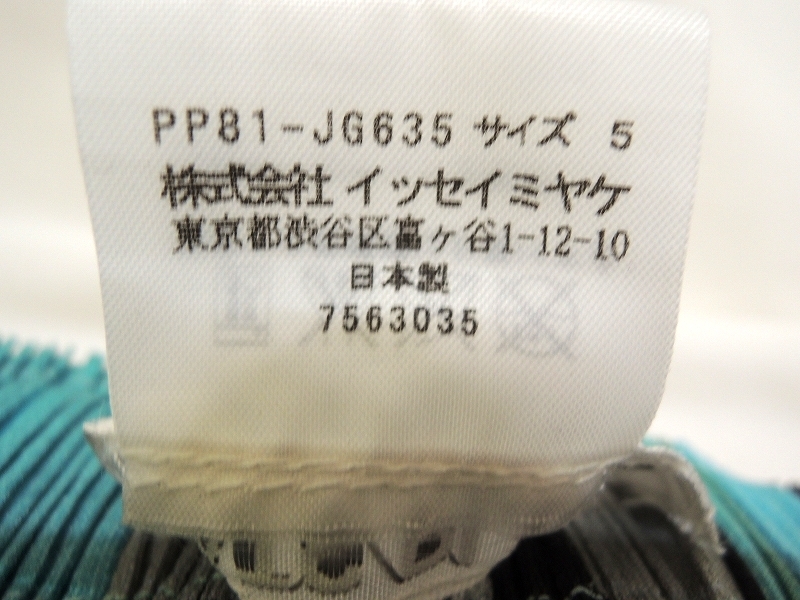 PP81-JG635 サイズ 5
株式会社 イッセイミヤケ
東京都渋谷区富ヶ谷1-12-10
日本製
7563035